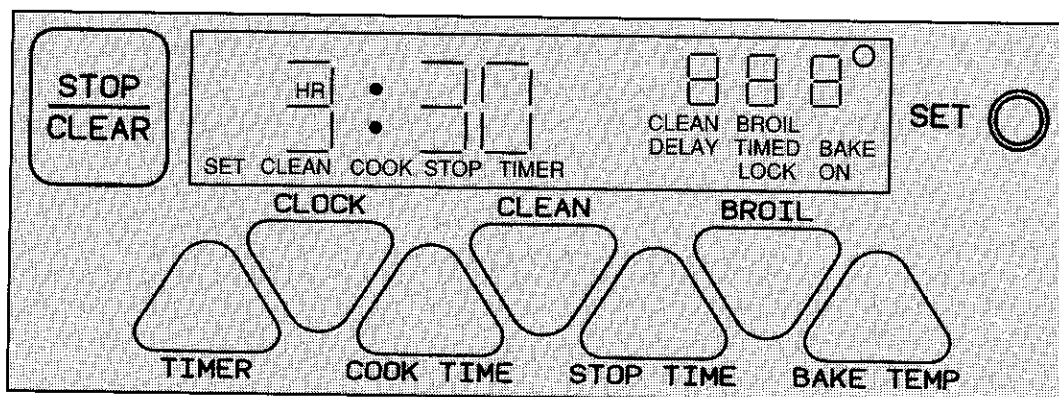 STOP
CLEAR
HR
3:30
888°
CLEAN BROIL
DELAY TIMED BAKE
LOCK ON
SET CLEAN COOK STOP TIMER
SET
CLOCK CLEAN BROIL
TIMER COOK TIME STOP TIME BAKE TEMP